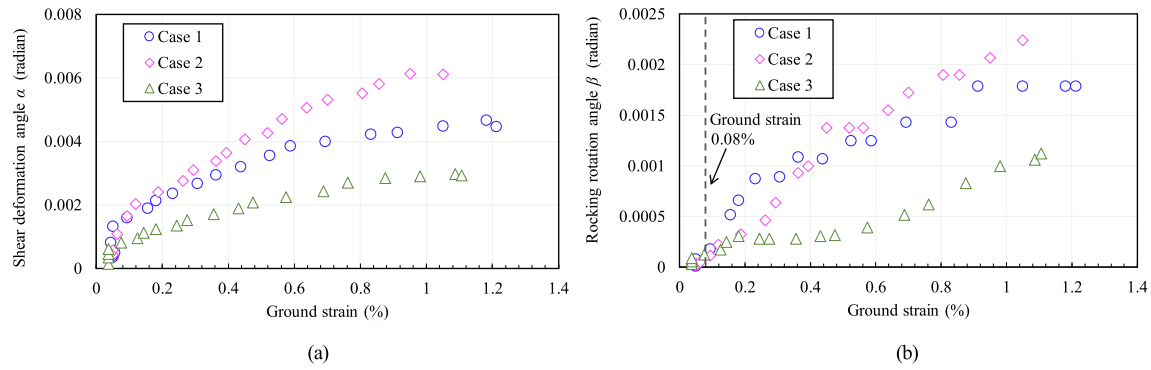 0.008
0.006
0.004
0.002
0
Shear deformation angle α (radian)
Case 1
Case 2
Case 3
0 0.2 0.4 0.6 0.8 1 1.2 1.4
Ground strain (%)
(a)
0.0025
0.002
0.0015
0.001
0.0005
0
Rocking rotation angle β (radian)
Case 1
Case 2
Case 3
Ground strain
0.08%
0 0.2 0.4 0.6 0.8 1 1.2 1.4
Ground strain (%)
(b)